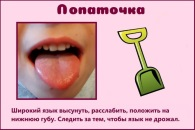 Лопаточка
Широкий язык высунуть, расслабить, положить на
нижнюю губу. Следить за тем, чтобы язык не дрожал.